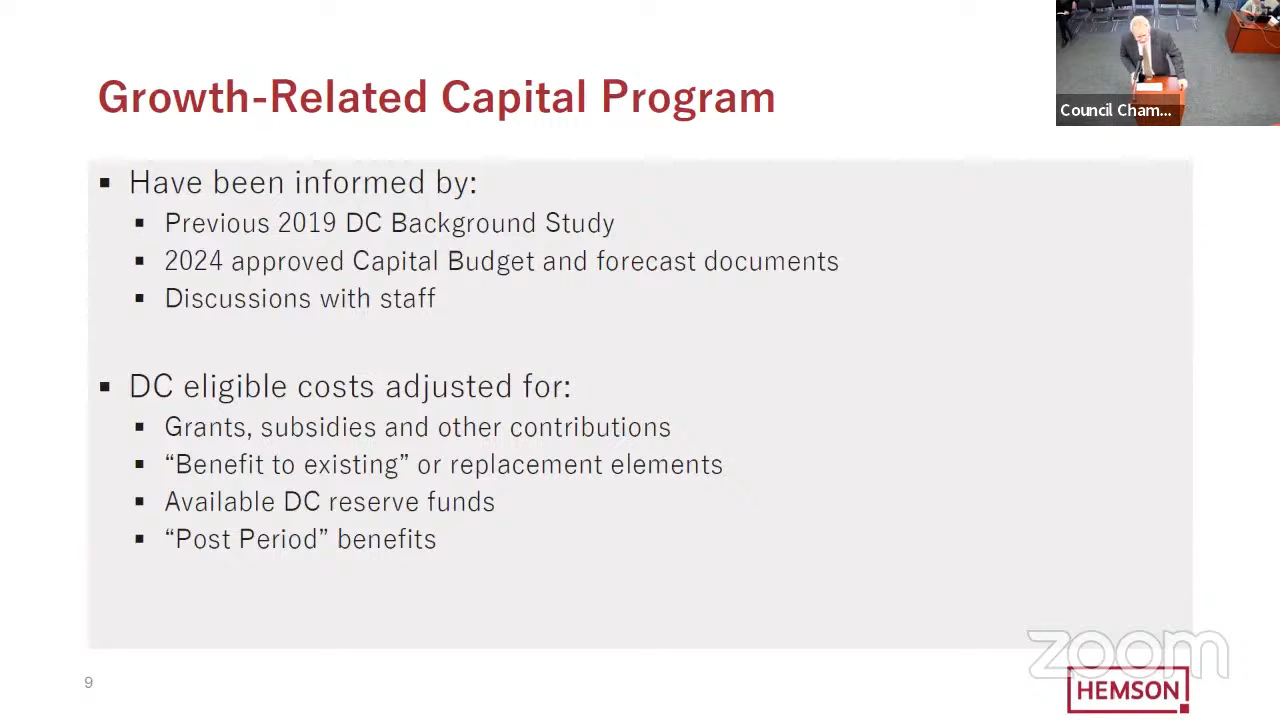 Growth-Related Capital Program
Council Cham...
▪ Have been informed by:
▪ Previous 2019 DC Background Study
▪ 2024 approved Capital Budget and forecast documents
▪ Discussions with staff
▪ DC eligible costs adjusted for:
▪ Grants, subsidies and other contributions
▪ “Benefit to existing” or replacement elements
▪ Available DC reserve funds
▪ “Post Period” benefits
zoom
9
HEMSON